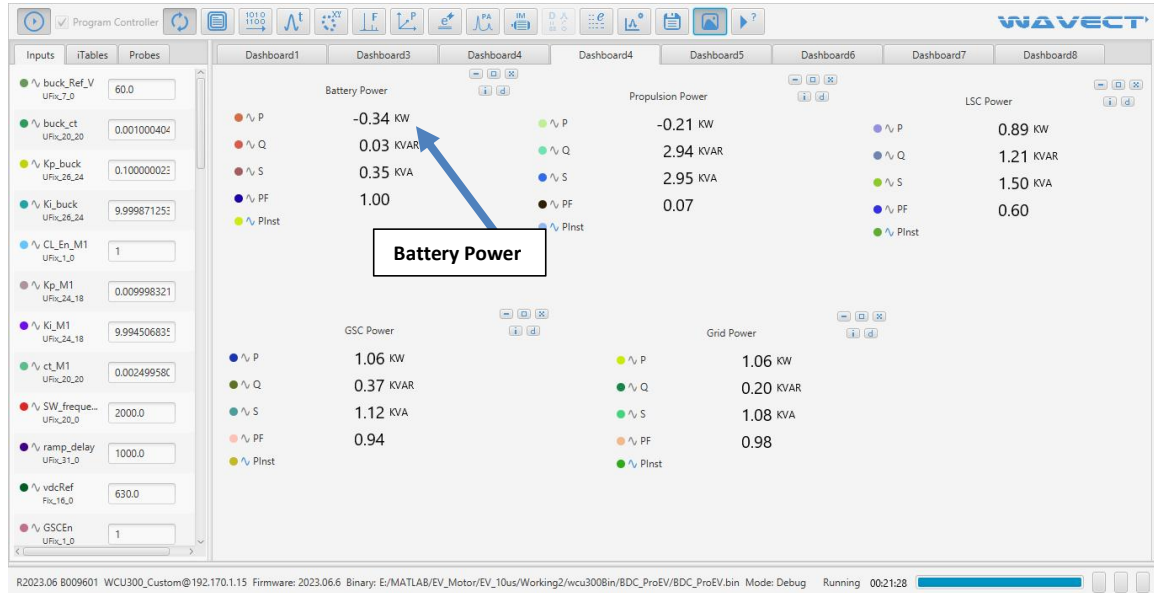 Program Controller
WAVECT
Inputs iTables Probes
Dashboard1 Dashboard3 Dashboard4 Dashboard4 Dashboard5 Dashboard6 Dashboard7 Dashboard8
buck_Ref_V 60.0
UFix_7_0
buck_ct 0.001000404
UFix_20_20
Kp_buck 0.100000023
UFix_26_24
Ki_buck 9.999871253
UFix_26_24
CL_En_M1 1
UFix_1_0
Kp_M1 0.009998321
UFix_24_18
Ki_M1 9.994506835
UFix_24_18
ct_M1 0.00249958
UFix_20_20
SW_freque... 2000.0
UFix_20_0
ramp_delay 1000.0
UFix_31_0
vdcRef 630.0
Fix_16_0
GSCEn 1
UFix_1_0
Battery Power i d
P -0.34 KW
Q 0.03 KVAR
S 0.35 KVA
PF 1.00
PInst
Battery Power
Propulsion Power i d
P -0.21 KW
Q 2.94 KVAR
S 2.95 KVA
PF 0.07
PInst
LSC Power i d
P 0.89 KW
Q 1.21 KVAR
S 1.50 KVA
PF 0.60
PInst
GSC Power i d
P 1.06 KW
Q 0.37 KVAR
S 1.12 KVA
PF 0.94
PInst
Grid Power i d
P 1.06 KW
Q 0.20 KVAR
S 1.08 KVA
PF 0.98
PInst
R2023.06 B009601 WCU300_Custom@192.170.1.15 Firmware: 2023.06.6 Binary: E:/MATLAB/EV_Motor/EV_10us/Working2/wcu300Bin/BDC_ProEV/BDC_ProEV.bin Mode: Debug Running 00:21:28